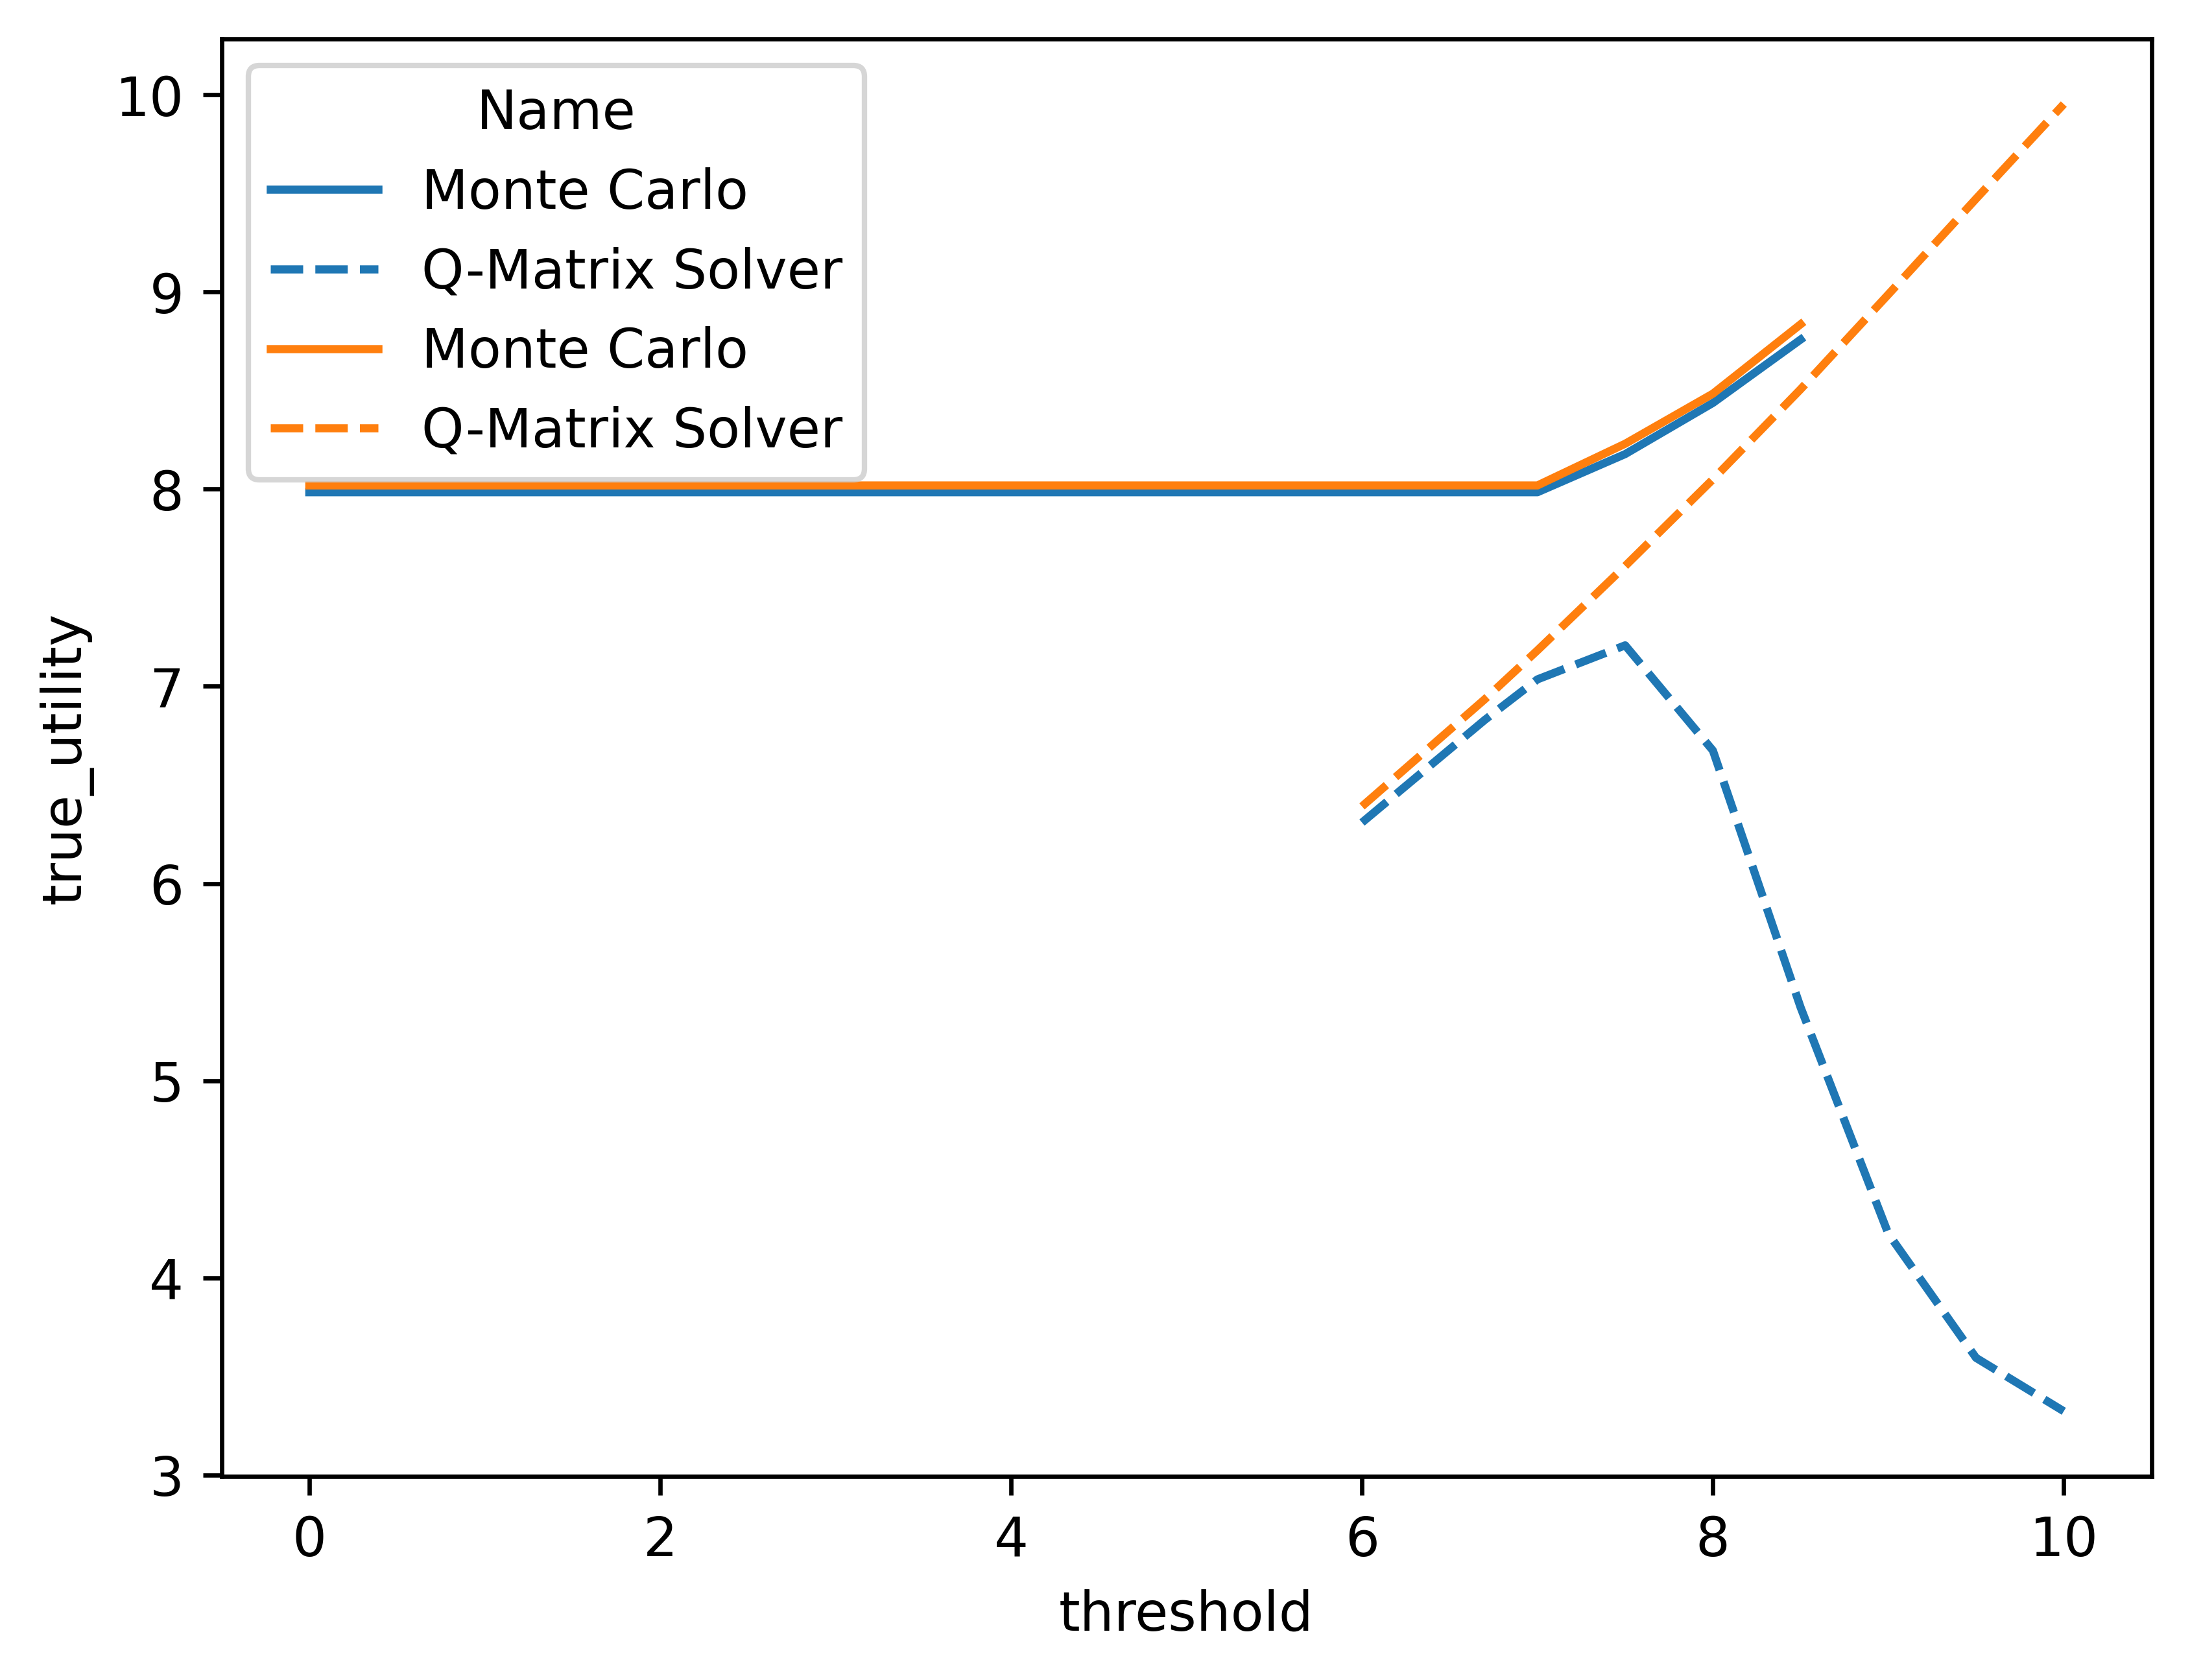 Name
Monte Carlo
Q-Matrix Solver
Monte Carlo
Q-Matrix Solver
10
9
8
7
6
5
4
3
true_utility
0 2 4 6 8 10
threshold